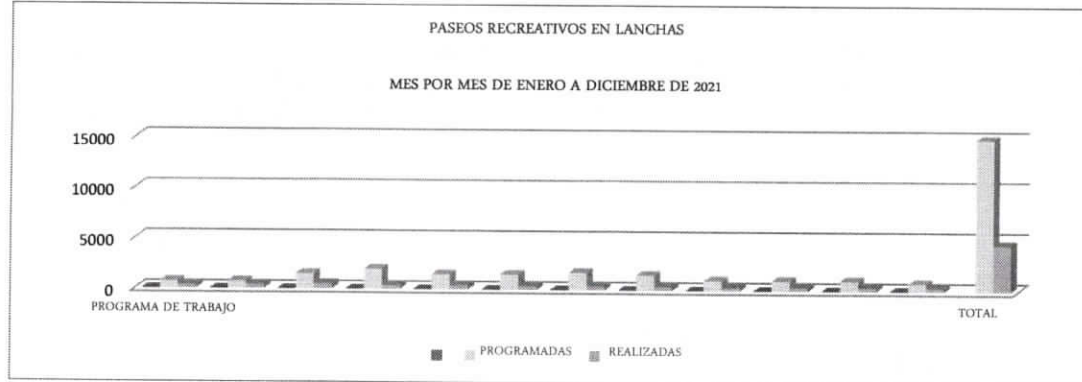 PASEOS RECREATIVOS EN LANCHAS
MES POR MES DE ENERO A DICIEMBRE DE 2021
15000
10000
5000
0
PROGRAMA DE TRABAJO
TOTAL
PROGRAMADAS
REALIZADAS